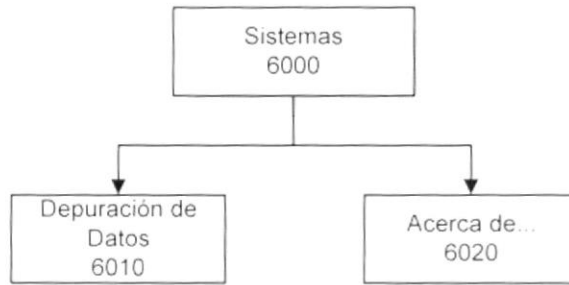 Sistemas
6000
Depuración de
Datos
6010
Acerca de...
6020